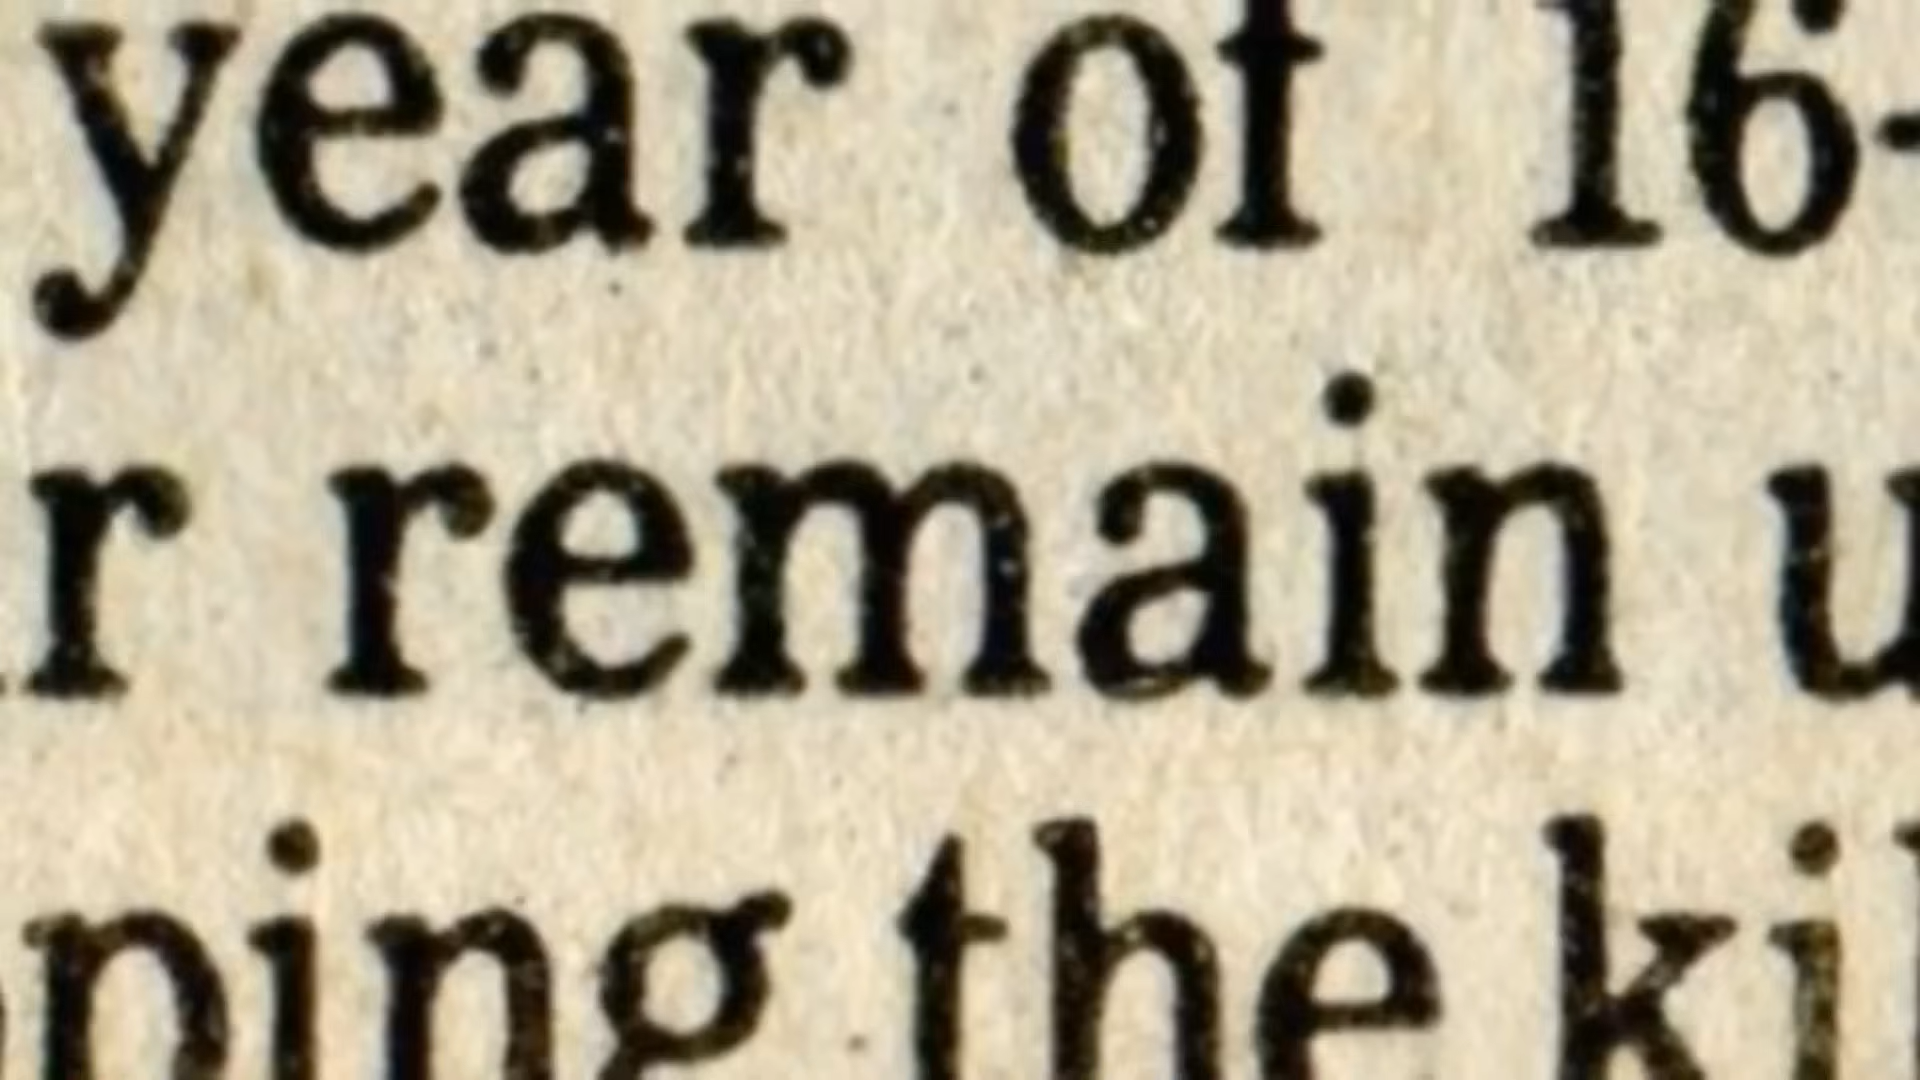 year of 16-
r remain u
ping the ki